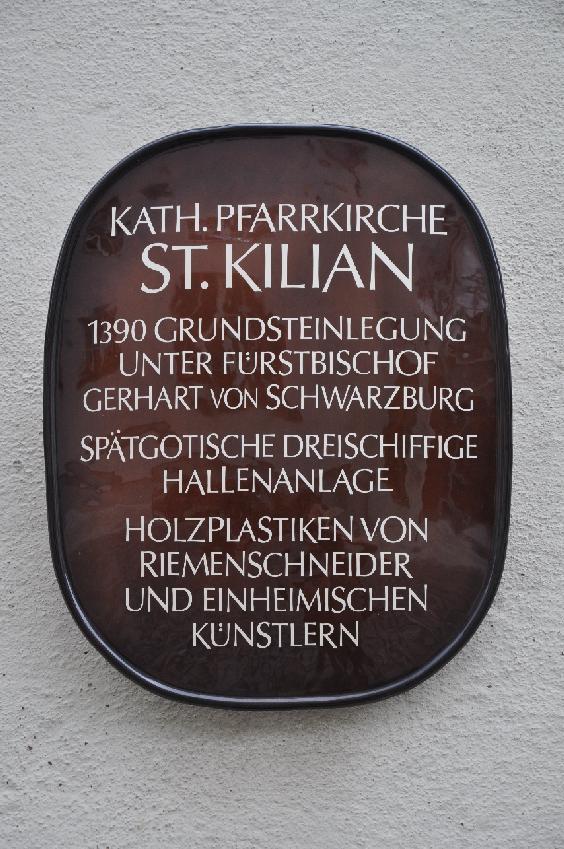 KATH. PFARRKIRCHE
ST. KILIAN
1390 GRUNDSTEINLEGUNG
UNTER FÜRSTBISCHOF
GERHART VON SCHWARZBURG
SPÄTGOTISCHE DREISCHIFFIGE
HALLENANLAGE
HOLZPLASTIKEN VON
RIEMENSCHNEIDER
UND EINHEIMISCHEN
KÜNSTLERN